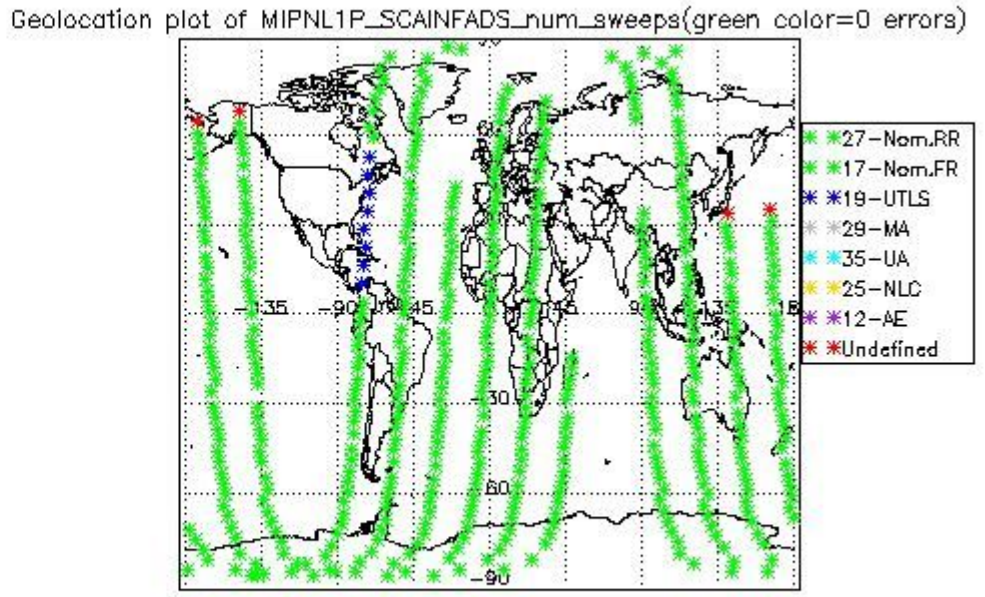 Geolocation plot of MIPNL1P_SCAINFADS_num_sweeps(green color=0 errors)
27-Nom.RR
60
17-Nom.FR
19-UTLS
29-MA
35-UA
25-NLC
-135
-90
12-AE
Undefined
-30
-60
-90